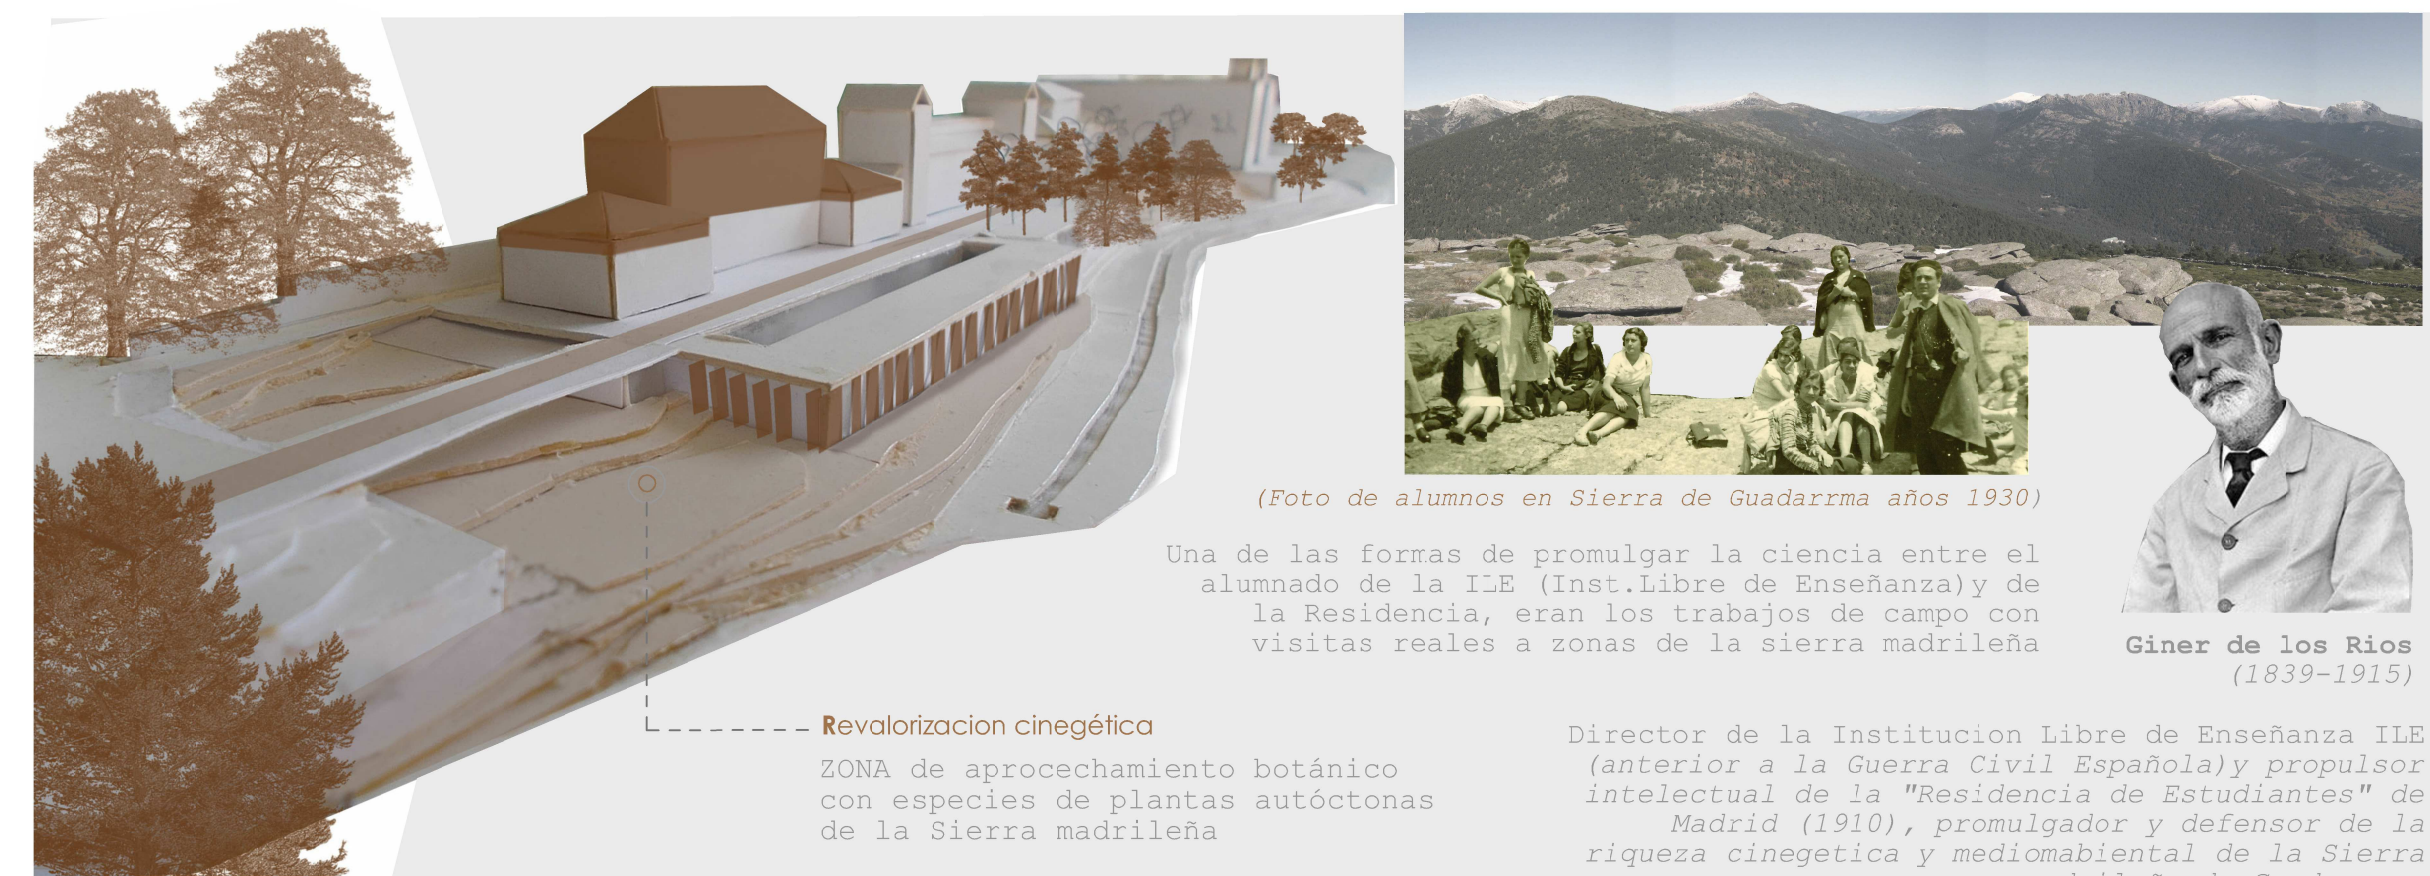 (Foto de alumnos en Sierra de Guadarrma años 1930)
Una de las formas de promulgar la ciencia entre el
alumnado de la ILE (Inst.Libre de Enseñanza)y de
la Residencia, eran los trabajos de campo con
visitas reales a zonas de la sierra madrileña
Giner de los Rios
(1839-1915)
Revalorizacion cinegética
ZONA de aprocechamiento botánico
con especies de plantas autóctonas
de la Sierra madrileña
Director de la Institucion Libre de Enseñanza ILE
(anterior a la Guerra Civil Española)y propulsor
intelectual de la "Residencia de Estudiantes" de
Madrid (1910), promulgador y defensor de la
riqueza cinegetica y mediomabiental de la Sierra